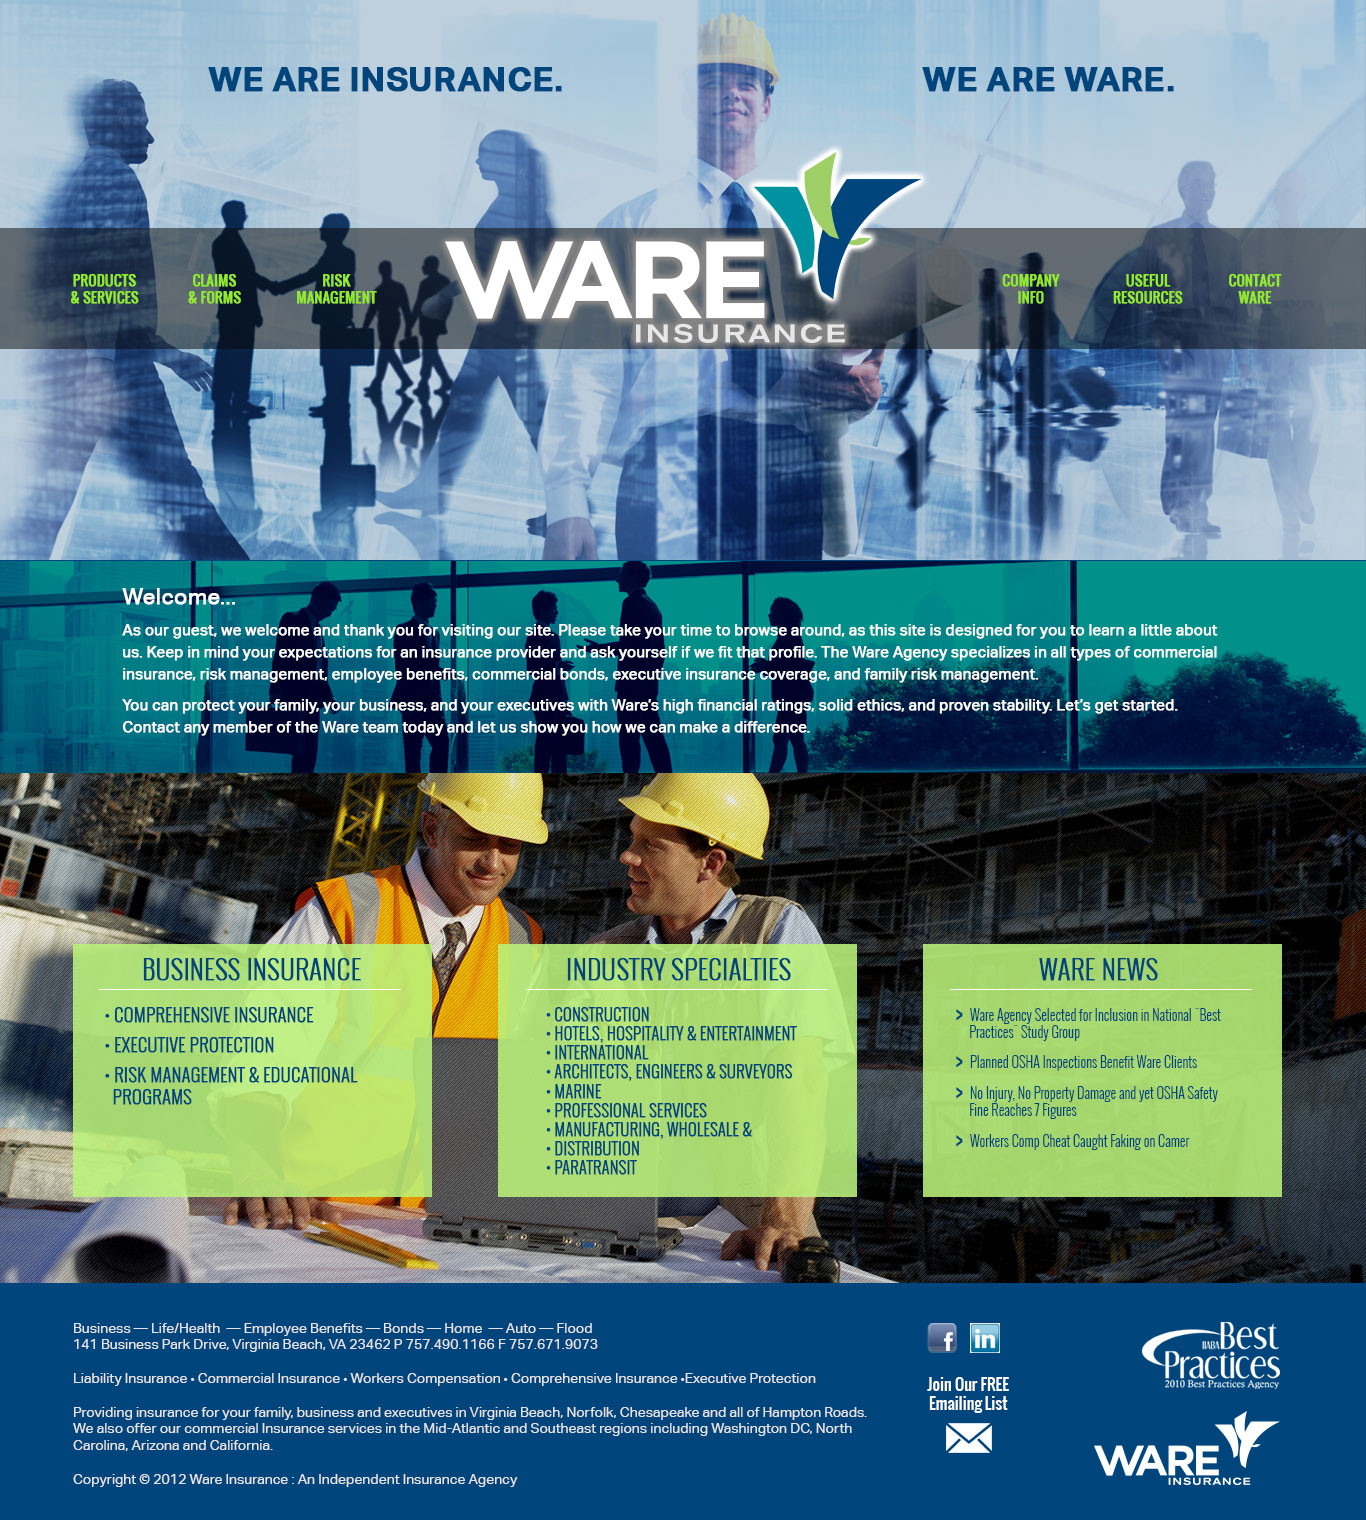 WE ARE INSURANCE.
WE ARE WARE.
PRODUCTS
& SERVICES
CLAIMS
& FORMS
RISK
MANAGEMENT
WARE
INSURANCE
COMPANY
INFO
USEFUL
RESOURCES
CONTACT
WARE
Welcome...
As our guest, we welcome and thank you for visiting our site. Please take your time to browse around, as this site is designed for you to learn a little about
us. Keep in mind your expectations for an insurance provider and ask yourself if we fit that profile. The Ware Agency specializes in all types of commercial
insurance, risk management, employee benefits, commercial bonds, executive insurance coverage, and family risk management.
You can protect your family, your business, and your executives with Ware's high financial ratings, solid ethics, and proven stability. Let's get started.
Contact any member of the Ware team today and let us show you how we can make a difference.
BUSINESS INSURANCE
• COMPREHENSIVE INSURANCE
• EXECUTIVE PROTECTION
• RISK MANAGEMENT & EDUCATIONAL
PROGRAMS
INDUSTRY SPECIALTIES
• CONSTRUCTION
• HOTELS, HOSPITALITY & ENTERTAINMENT
• INTERNATIONAL
• ARCHITECTS, ENGINEERS & SURVEYORS
• MARINE
• PROFESSIONAL SERVICES
• MANUFACTURING, WHOLESALE &
• DISTRIBUTION
• PARATRANSIT
WARE NEWS
> Ware Agency Selected for Inclusion in National ¨Best
Practices¨ Study Group
> Planned OSHA Inspections Benefit Ware Clients
> No Injury, No Property Damage and yet OSHA Safety
Fine Reaches 7 Figures
> Workers Comp Cheat Caught Faking on Camer
Business — Life/Health — Employee Benefits — Bonds — Home — Auto — Flood
141 Business Park Drive, Virginia Beach, VA 23462 P 757.490.1166 F 757.671.9073
Liability Insurance • Commercial Insurance • Workers Compensation • Comprehensive Insurance •Executive Protection
Providing insurance for your family, business and executives in Virginia Beach, Norfolk, Chesapeake and all of Hampton Roads.
We also offer our commercial Insurance services in the Mid-Atlantic and Southeast regions including Washington DC, North
Carolina, Arizona and California.
Copyright © 2012 Ware Insurance : An Independent Insurance Agency
f
in
Join Our FREE
Emailing List
IIABA Best
Practices
2010 Best Practices Agency
WARE
INSURANCE